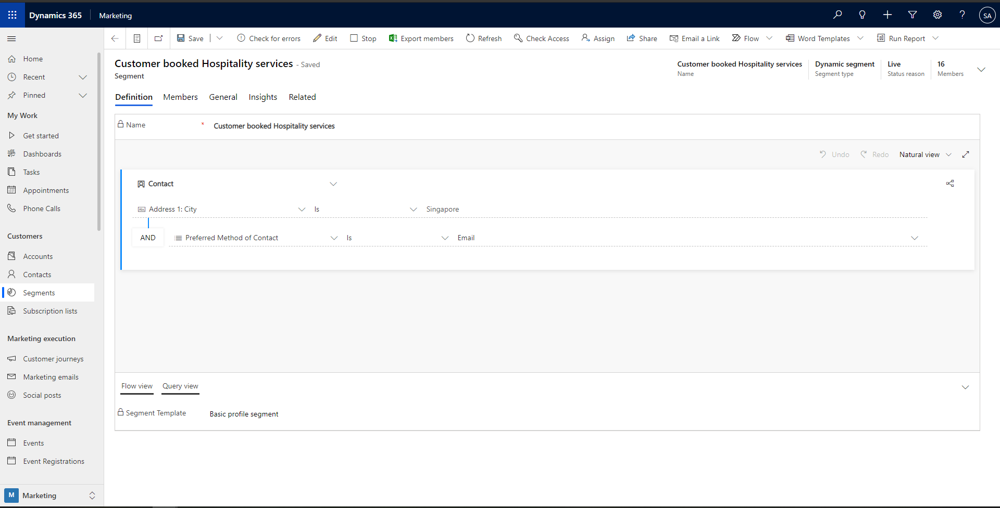 Dynamics 365 Marketing SA
Save Check for errors Edit Stop Export members Refresh Check Access Assign Share Email a Link Flow Word Templates Run Report
Home
Recent
Pinned
My Work
Get started
Dashboards
Tasks
Appointments
Phone Calls
Customers
Accounts
Contacts
Segments
Subscription lists
Marketing execution
Customer journeys
Marketing emails
Social posts
Event management
Events
Event Registrations
M Marketing
Customer booked Hospitality services - Saved
Segment
Customer booked Hospitality services
Name
Dynamic segment
Segment type
Live
Status reason
16
Members
Definition Members General Insights Related
Name * Customer booked Hospitality services
Undo Redo Natural view
Contact
Abc Address 1: City Is Singapore
AND Preferred Method of Contact Is Email
Flow view Query view
Segment Template Basic profile segment